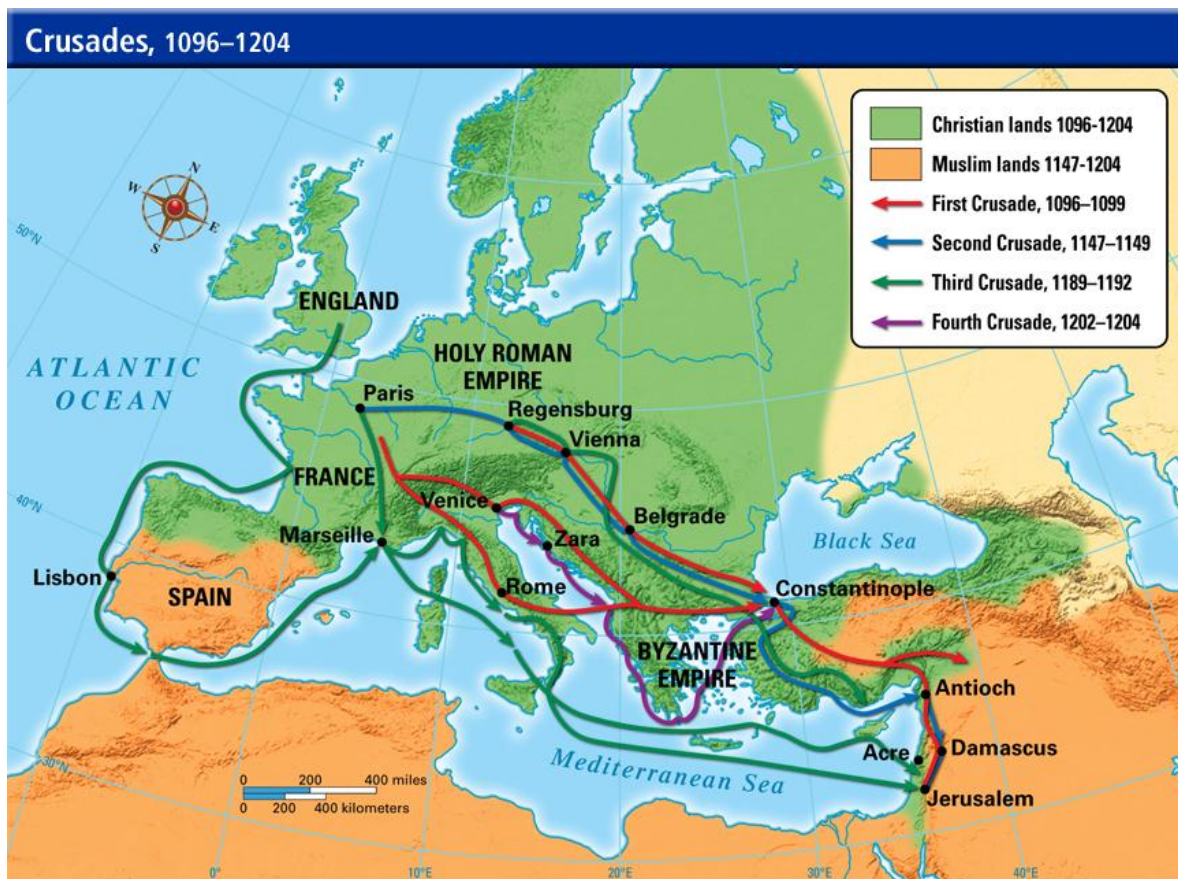 Crusades, 1096–1204
Christian lands 1096-1204
Muslim lands 1147-1204
First Crusade, 1096–1099
Second Crusade, 1147–1149
Third Crusade, 1189–1192
Fourth Crusade, 1202–1204
N
W
E
S
50°N
ENGLAND
ATLANTIC
OCEAN
HOLY ROMAN
EMPIRE
Paris
Regensburg
Vienna
FRANCE
40°N
Venice
Belgrade
Black Sea
Marseille
Zara
Lisbon
SPAIN
Rome
Constantinople
BYZANTINE
EMPIRE
Antioch
Acre
Damascus
Mediterranean Sea
Jerusalem
30°N
0 200 400 miles
0 200 400 kilometers
0°
10°E
20°E
30°E
40°E